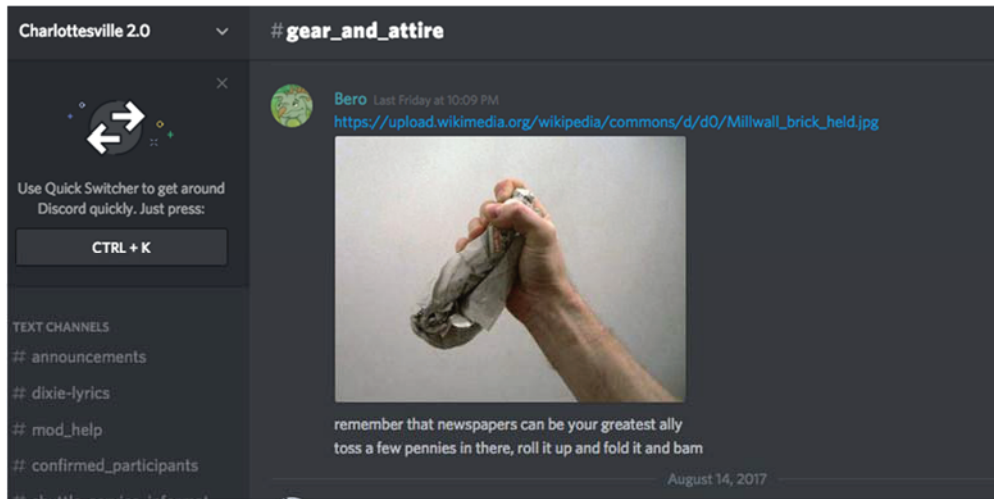 Charlottesville 2.0
Use Quick Switcher to get around
Discord quickly. Just press:
CTRL + K
TEXT CHANNELS
# announcements
# dixie-lyrics
# mod_help
# confirmed_participants
#gear_and_attire
Bero Last Friday at 10:09 PM
https://upload.wikimedia.org/wikipedia/commons/d/d0/Millwall_brick_held.jpg
remember that newspapers can be your greatest ally
toss a few pennies in there, roll it up and fold it and bam
August 14, 2017